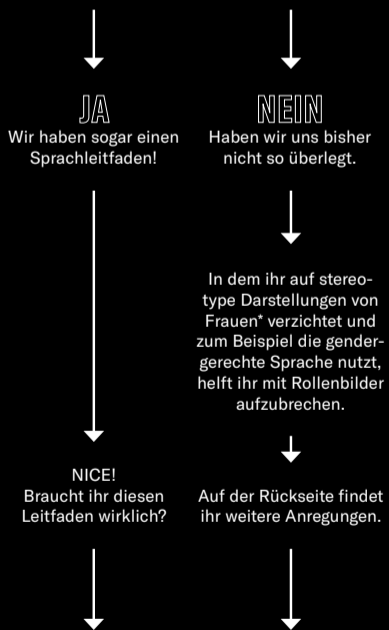 JA
Wir haben sogar einen
Sprachleitfaden!
NICE!
Braucht ihr diesen
Leitfaden wirklich?
NEIN
Haben wir uns bisher
nicht so überlegt.
In dem ihr auf stereo-
type Darstellungen von
Frauen* verzichtet und
zum Beispiel die gender-
gerechte Sprache nutzt,
helft ihr mit Rollenbilder
aufzubrechen.
Auf der Rückseite findet
ihr weitere Anregungen.